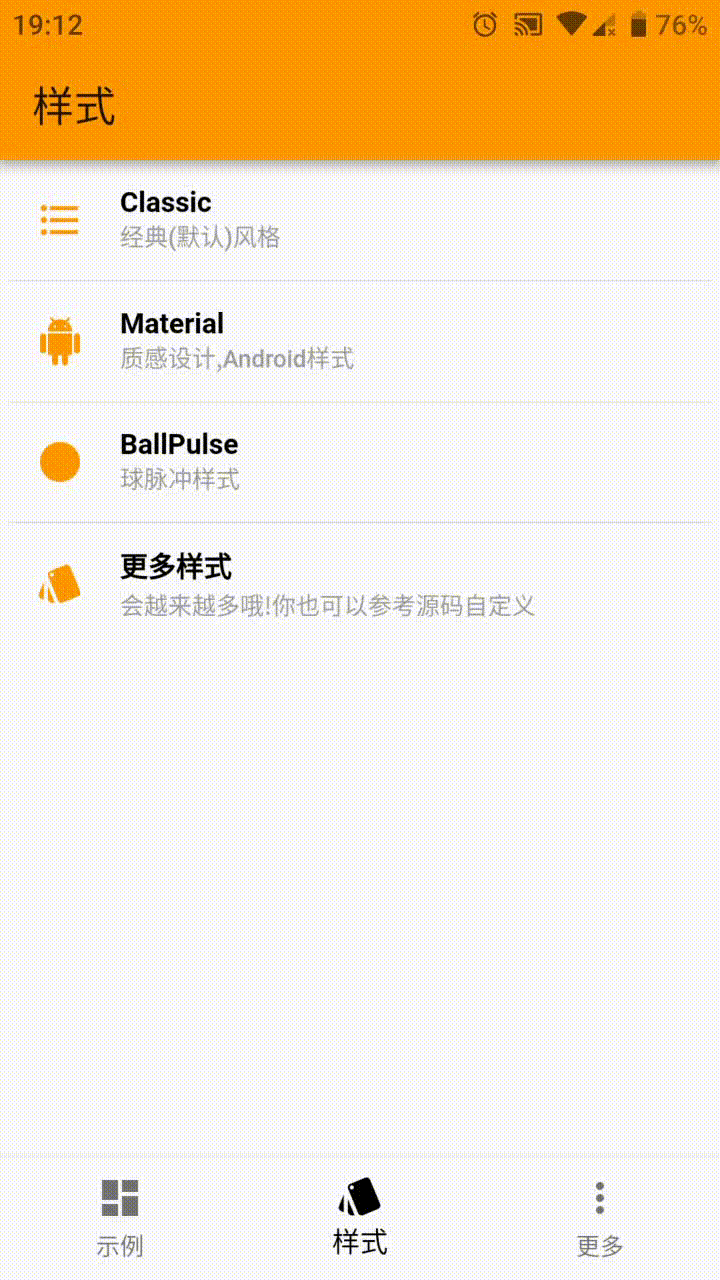 19:12 76%
样式
Classic
经典(默认)风格
Material
质感设计,Android样式
BallPulse
球脉冲样式
更多样式
会越来越多哦!你也可以参考源码自定义
示例 样式 更多